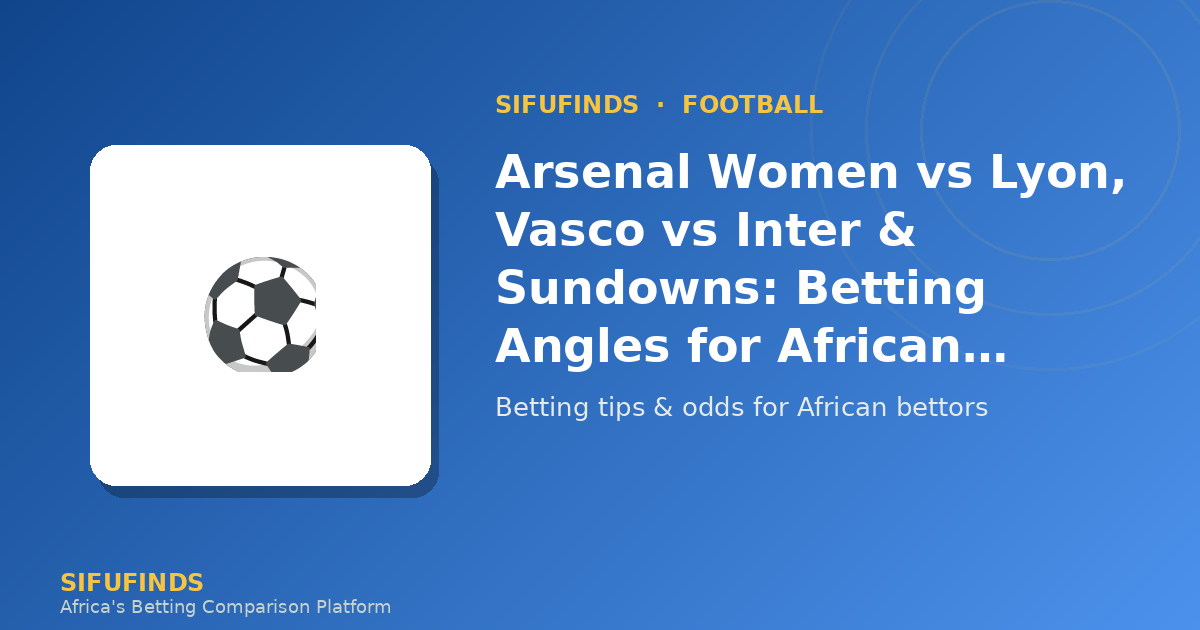 SIFUFINDS · FOOTBALL
Arsenal Women vs Lyon,
Vasco vs Inter &
Sundowns: Betting
Angles for African...
Betting tips & odds for African bettors
SIFUFINDS
Africa's Betting Comparison Platform